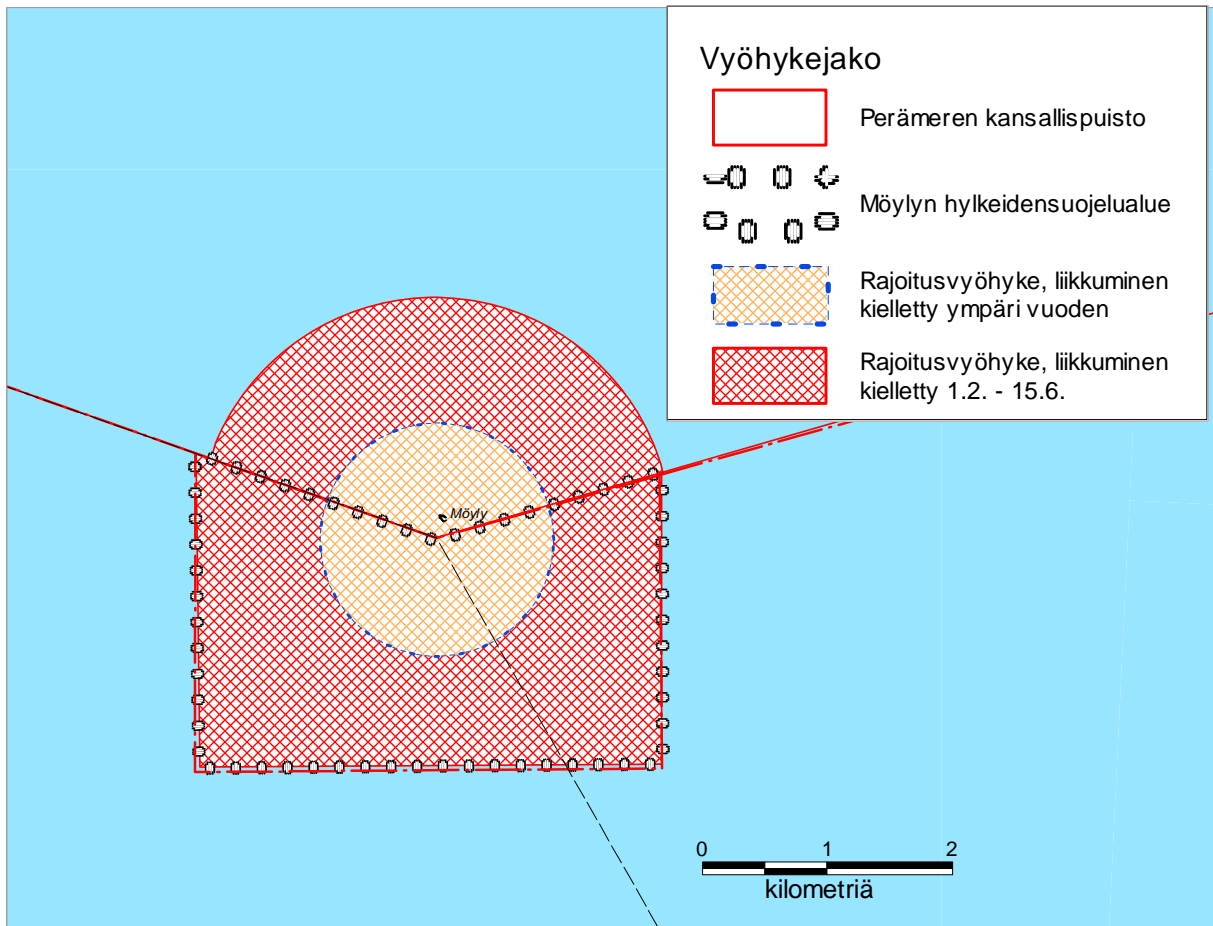 Vyöhykejako
Perämeren kansallispuisto
Möylyn hylkeidensuojelualue
Rajoitusvyöhyke, liikkuminen
kielletty ympäri vuoden
Rajoitusvyöhyke, liikkuminen
kielletty 1.2. - 15.6.
Möyly
0 1 2
kilometriä